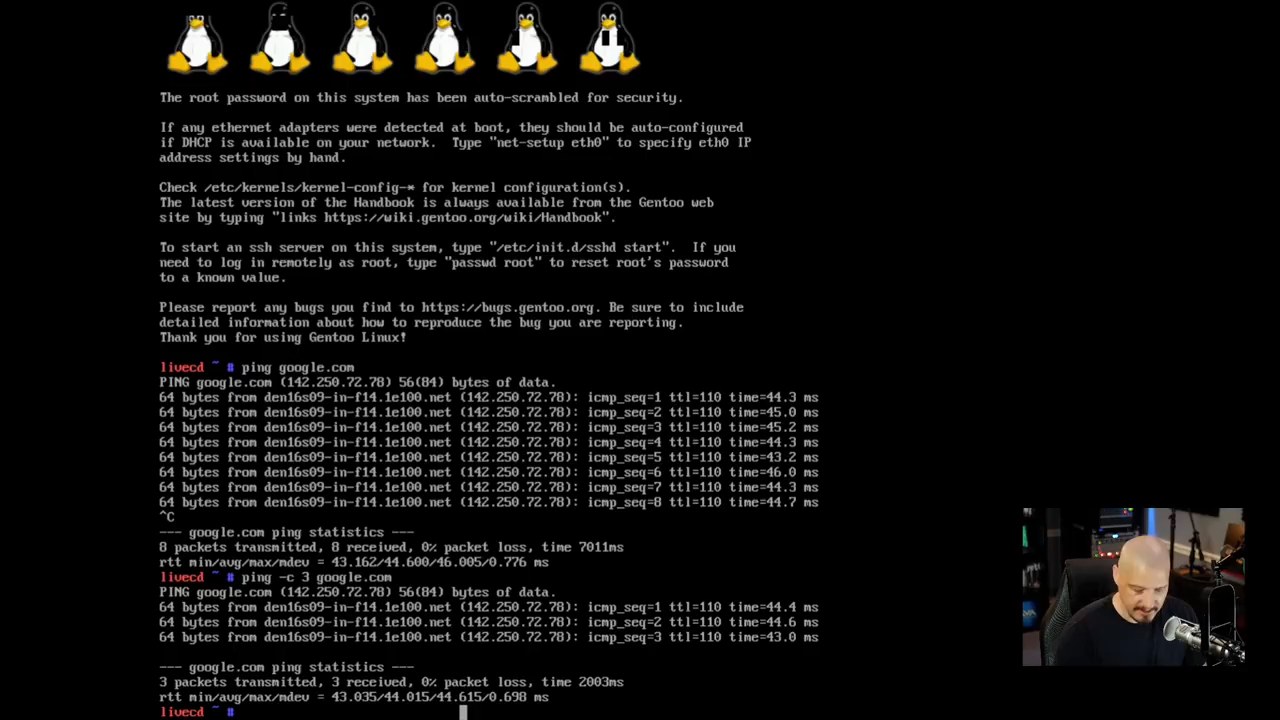 The root password on this system has been auto-scrambled for security.
If any ethernet adapters were detected at boot, they should be auto-configured
if DHCP is available on your network.  Type "net-setup eth0" to specify eth0 IP
address settings by hand.
Check /etc/kernels/kernel-config-* for kernel configuration(s).
The latest version of the Handbook is always available from the Gentoo web
site by typing "links https://wiki.gentoo.org/wiki/Handbook".
To start an ssh server on this system, type "/etc/init.d/sshd start".  If you
need to log in remotely as root, type "passwd root" to reset root's password
to a known value.
Please report any bugs you find to https://bugs.gentoo.org. Be sure to include
detailed information about how to reproduce the bug you are reporting.
Thank you for using Gentoo Linux!
livecd ~ # ping google.com
PING google.com (142.250.72.78) 56(84) bytes of data.
64 bytes from den16s09-in-f14.1e100.net (142.250.72.78): icmp_seq=1 ttl=110 time=44.3 ms
64 bytes from den16s09-in-f14.1e100.net (142.250.72.78): icmp_seq=2 ttl=110 time=45.0 ms
64 bytes from den16s09-in-f14.1e100.net (142.250.72.78): icmp_seq=3 ttl=110 time=45.2 ms
64 bytes from den16s09-in-f14.1e100.net (142.250.72.78): icmp_seq=4 ttl=110 time=44.3 ms
64 bytes from den16s09-in-f14.1e100.net (142.250.72.78): icmp_seq=5 ttl=110 time=43.2 ms
64 bytes from den16s09-in-f14.1e100.net (142.250.72.78): icmp_seq=6 ttl=110 time=46.0 ms
64 bytes from den16s09-in-f14.1e100.net (142.250.72.78): icmp_seq=7 ttl=110 time=44.3 ms
64 bytes from den16s09-in-f14.1e100.net (142.250.72.78): icmp_seq=8 ttl=110 time=44.7 ms
^C
--- google.com ping statistics ---
8 packets transmitted, 8 received, 0% packet loss, time 7011ms
rtt min/avg/max/mdev = 43.162/44.600/46.005/0.776 ms
livecd ~ # ping -c 3 google.com
PING google.com (142.250.72.78) 56(84) bytes of data.
64 bytes from den16s09-in-f14.1e100.net (142.250.72.78): icmp_seq=1 ttl=110 time=44.4 ms
64 bytes from den16s09-in-f14.1e100.net (142.250.72.78): icmp_seq=2 ttl=110 time=44.6 ms
64 bytes from den16s09-in-f14.1e100.net (142.250.72.78): icmp_seq=3 ttl=110 time=43.0 ms
--- google.com ping statistics ---
3 packets transmitted, 3 received, 0% packet loss, time 2003ms
rtt min/avg/max/mdev = 43.035/44.015/44.615/0.698 ms
livecd ~ #